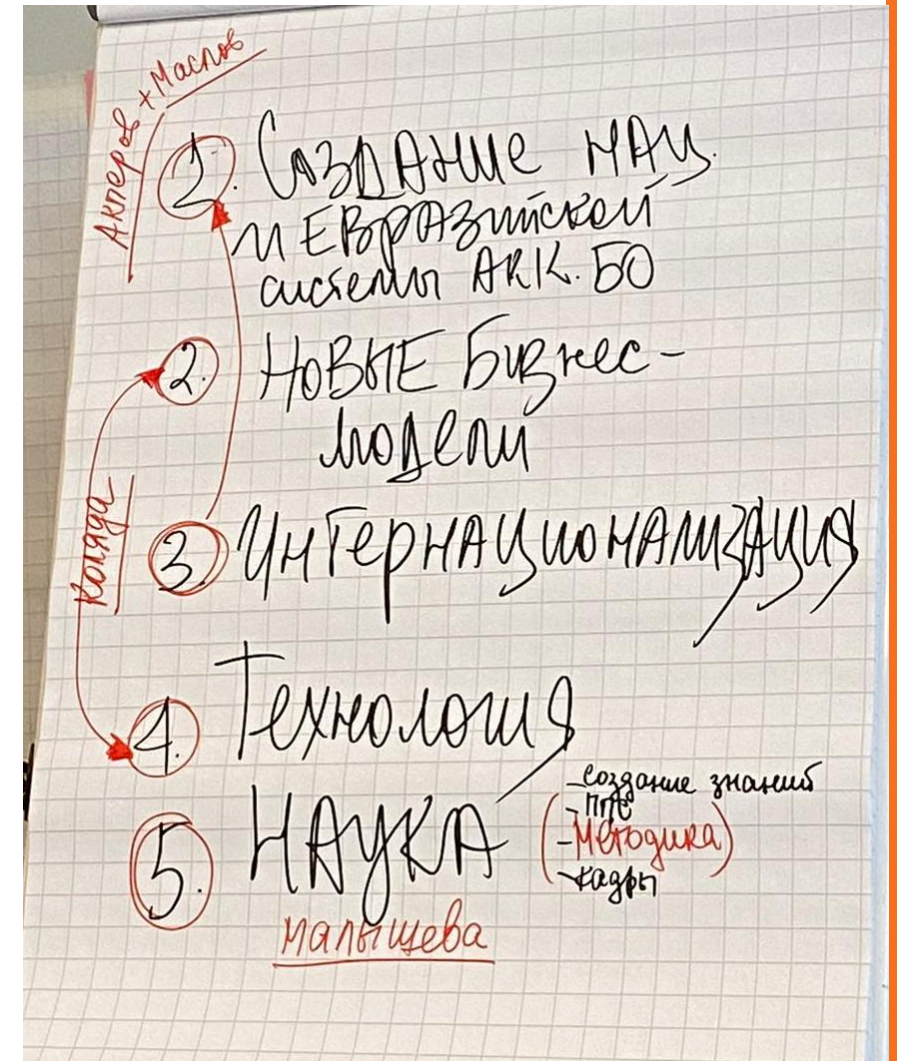 Акперов + Маслов
1. Создание нац.
и Евразийской
системы акк. БО
2. Новые бизнес-
модели
Коляда
3. Интернационализация
4. Технология
- создание знаний
- ППС
5. Наука (- Методика)
- кадры
Малышева